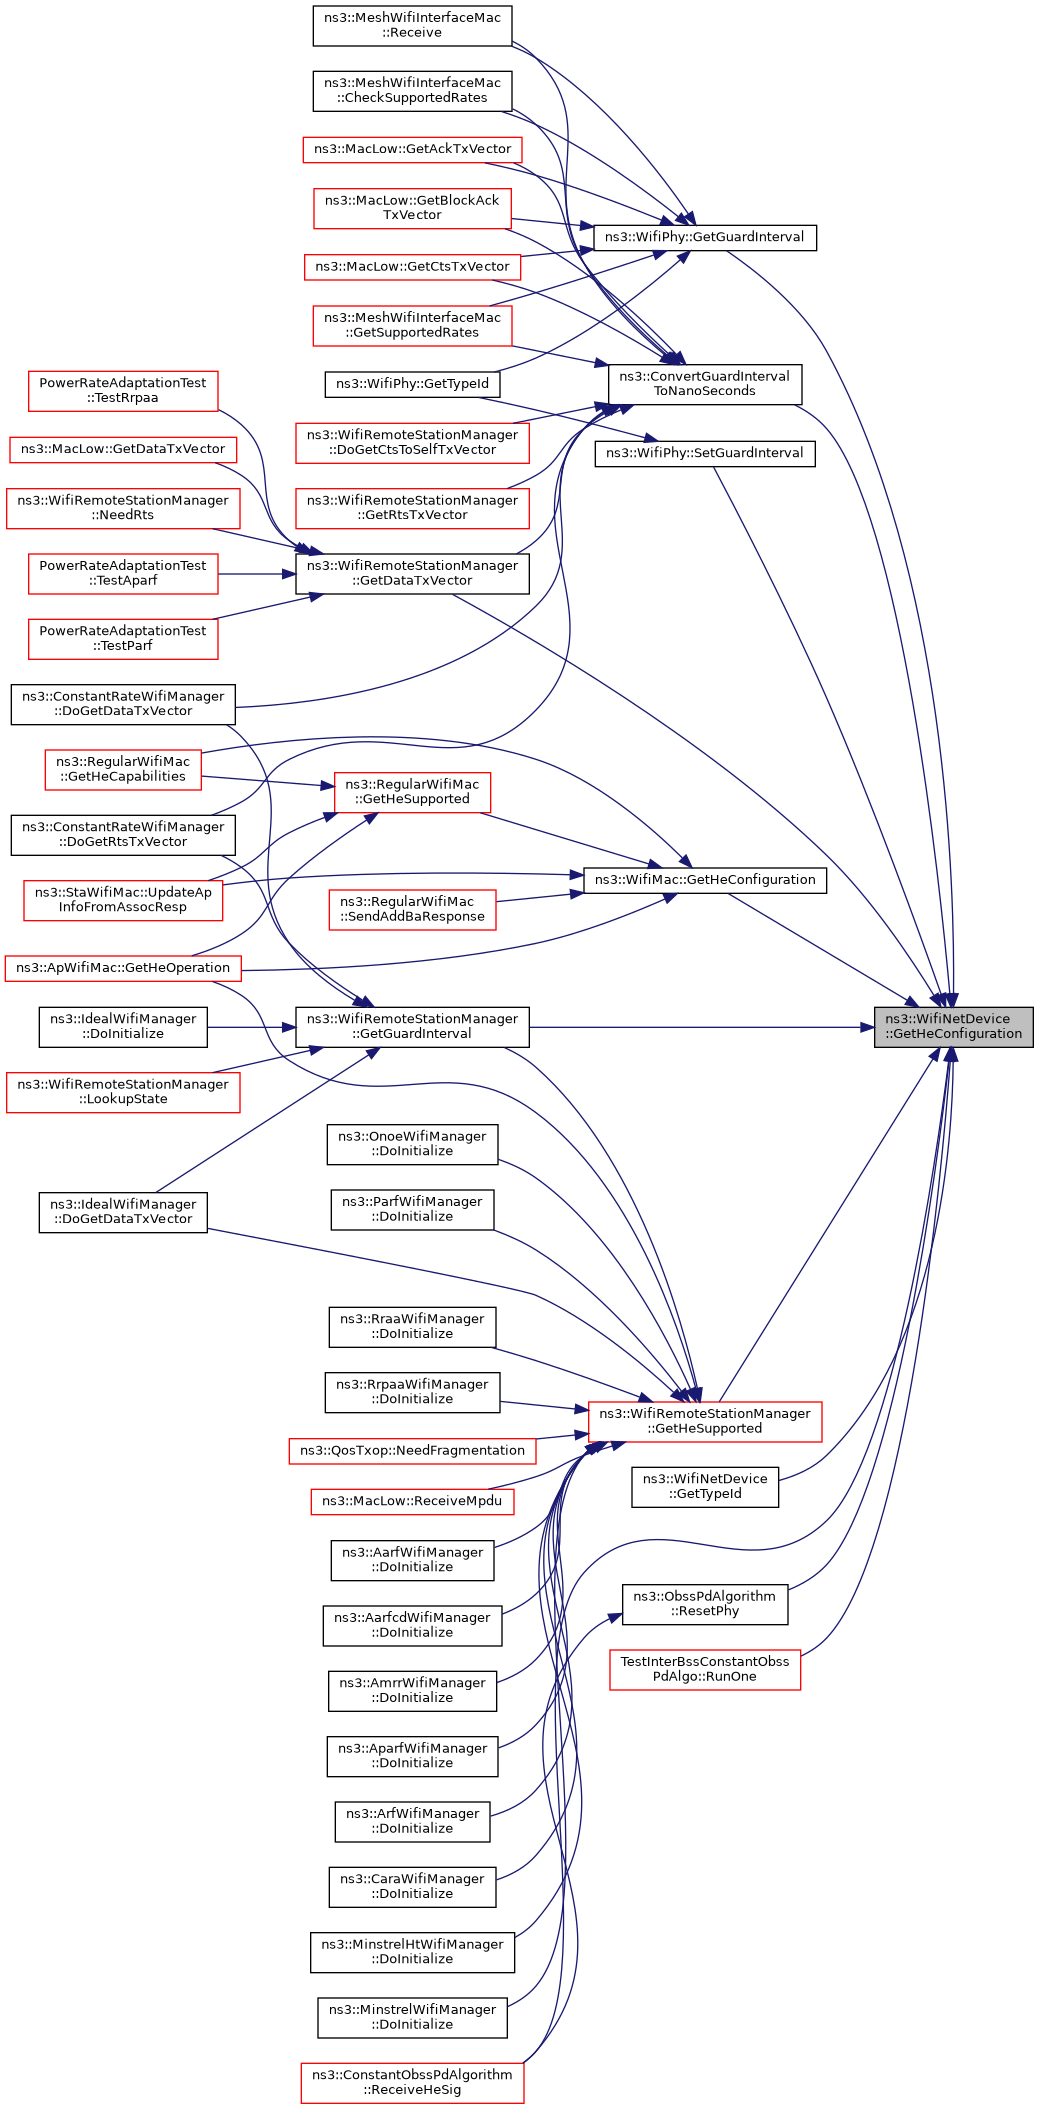 ns3::MeshWifiInterfaceMac
::Receive
ns3::MeshWifiInterfaceMac
::CheckSupportedRates
ns3::MacLow::GetAckTxVector
ns3::MacLow::GetBlockAck
TxVector
ns3::WifiPhy::GetGuardInterval
ns3::MacLow::GetCtsTxVector
ns3::MeshWifiInterfaceMac
::GetSupportedRates
ns3::WifiPhy::GetTypeId
ns3::ConvertGuardInterval
ToNanoSeconds
PowerRateAdaptationTest
::TestRrpaa
ns3::WifiRemoteStationManager
::DoGetCtsToSelfTxVector
ns3::WifiPhy::SetGuardInterval
ns3::MacLow::GetDataTxVector
ns3::WifiRemoteStationManager
::NeedRts
ns3::WifiRemoteStationManager
::GetRtsTxVector
PowerRateAdaptationTest
::TestAparf
ns3::WifiRemoteStationManager
::GetDataTxVector
PowerRateAdaptationTest
::TestParf
ns3::ConstantRateWifiManager
::DoGetDataTxVector
ns3::RegularWifiMac
::GetHeCapabilities
ns3::RegularWifiMac
::GetHeSupported
ns3::ConstantRateWifiManager
::DoGetRtsTxVector
ns3::WifiMac::GetHeConfiguration
ns3::StaWifiMac::UpdateAp
InfoFromAssocResp
ns3::RegularWifiMac
::SendAddBaResponse
ns3::ApWifiMac::GetHeOperation
ns3::IdealWifiManager
::DoInitialize
ns3::WifiRemoteStationManager
::GetGuardInterval
ns3::WifiNetDevice
::GetHeConfiguration
ns3::WifiRemoteStationManager
::LookupState
ns3::OnoeWifiManager
::DoInitialize
ns3::IdealWifiManager
::DoGetDataTxVector
ns3::ParfWifiManager
::DoInitialize
ns3::RraaWifiManager
::DoInitialize
ns3::RrpaaWifiManager
::DoInitialize
ns3::WifiRemoteStationManager
::GetHeSupported
ns3::QosTxop::NeedFragmentation
ns3::WifiNetDevice
::GetTypeId
ns3::MacLow::ReceiveMpdu
ns3::AarfWifiManager
::DoInitialize
ns3::ObssPdAlgorithm
::ResetPhy
ns3::AarfcdWifiManager
::DoInitialize
TestInterBssConstantObss
PdAlgo::RunOne
ns3::AmrrWifiManager
::DoInitialize
ns3::AparfWifiManager
::DoInitialize
ns3::ArfWifiManager
::DoInitialize
ns3::CaraWifiManager
::DoInitialize
ns3::MinstrelHtWifiManager
::DoInitialize
ns3::MinstrelWifiManager
::DoInitialize
ns3::ConstantObssPdAlgorithm
::ReceiveHeSig